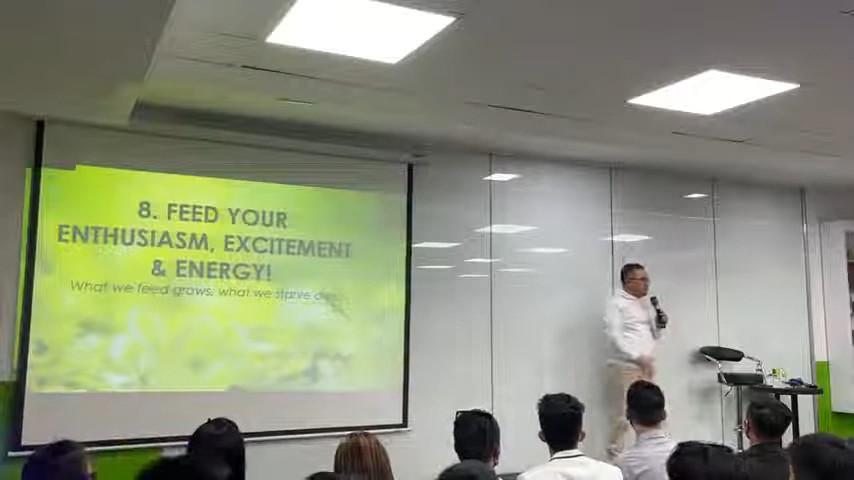 8. FEED YOUR
ENTHUSIASM, EXCITEMENT
& ENERGY!
What we feed grows, what we starve